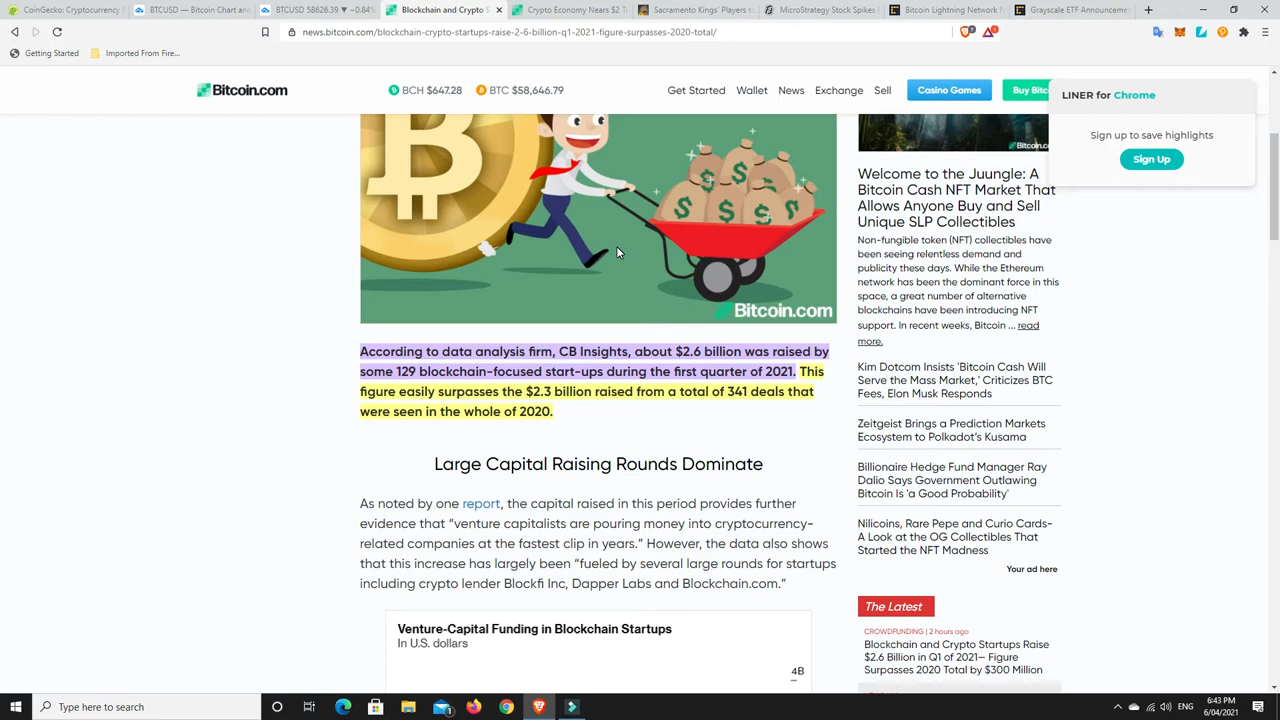 CoinGecko: Cryptocurrency
BTCUSD — Bitcoin Chart an
BTCUSD 58626.39 ▼ −0.84%
Blockchain and Crypto S
Crypto Economy Nears $2 T
Sacramento Kings' Players to
MicroStrategy Stock Spikes
Bitcoin Lightning Network
Grayscale ETF Announceme
news.bitcoin.com/blockchain-crypto-startups-raise-2-6-billion-q1-2021-figure-surpasses-2020-total/
Getting Started
Imported From Fire...
Bitcoin.com
BCH $647.28
BTC $58,646.79
Get Started
Wallet
News
Exchange
Sell
Casino Games
Buy Bitc
LINER for Chrome
Sign up to save highlights
Sign Up
Bitcoin.com
According to data analysis firm, CB Insights, about $2.6 billion was raised by
some 129 blockchain-focused start-ups during the first quarter of 2021. This
figure easily surpasses the $2.3 billion raised from a total of 341 deals that
were seen in the whole of 2020.
Large Capital Raising Rounds Dominate
As noted by one report, the capital raised in this period provides further
evidence that “venture capitalists are pouring money into cryptocurrency-
related companies at the fastest clip in years.” However, the data also shows
that this increase has largely been “fueled by several large rounds for startups
including crypto lender Blockfi Inc, Dapper Labs and Blockchain.com.”
Venture-Capital Funding in Blockchain Startups
In U.S. dollars
4B
Bitcoin.co
Welcome to the Juungle: A
Bitcoin Cash NFT Market That
Allows Anyone Buy and Sell
Unique SLP Collectibles
Non-fungible token (NFT) collectibles have
been seeing relentless demand and
publicity these days. While the Ethereum
network has been the dominant force in this
space, a great number of alternative
blockchains have been introducing NFT
support. In recent weeks, Bitcoin ... read
more.
Kim Dotcom Insists 'Bitcoin Cash Will
Serve the Mass Market,' Criticizes BTC
Fees, Elon Musk Responds
Zeitgeist Brings a Prediction Markets
Ecosystem to Polkadot's Kusama
Billionaire Hedge Fund Manager Ray
Dalio Says Government Outlawing
Bitcoin Is 'a Good Probability'
Nilicoins, Rare Pepe and Curio Cards-
A Look at the OG Collectibles That
Started the NFT Madness
Your ad here
The Latest
CROWDFUNDING | 2 hours ago
Blockchain and Crypto Startups Raise
$2.6 Billion in Q1 of 2021— Figure
Surpasses 2020 Total by $300 Million
Type here to search
ENG
6:43 PM
6/04/2021